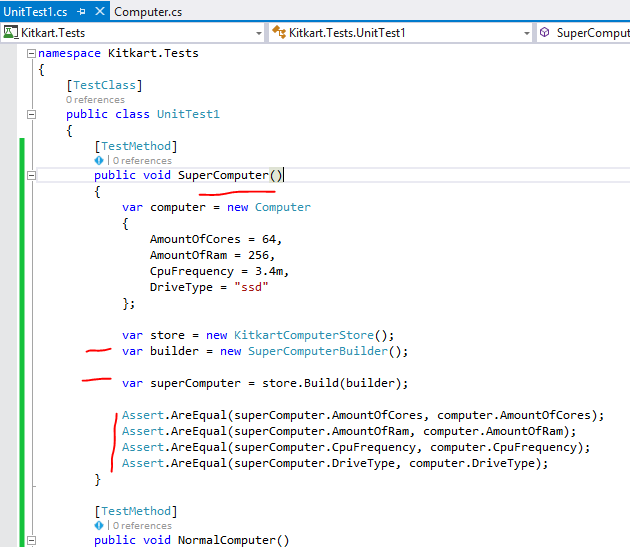 UnitTest1.cs Computer.cs
Kitkart.Tests Kitkart.Tests.UnitTest1
namespace Kitkart.Tests
{
[TestClass]
0 references
public class UnitTest1
{
[TestMethod]
| 0 references
public void SuperComputer()
{
var computer = new Computer
{
AmountOfCores = 64,
AmountOfRam = 256,
CpuFrequency = 3.4m,
DriveType = "ssd"
};
var store = new KitkartComputerStore();
var builder = new SuperComputerBuilder();
var superComputer = store.Build(builder);
Assert.AreEqual(superComputer.AmountOfCores, computer.AmountOfCores);
Assert.AreEqual(superComputer.AmountOfRam, computer.AmountOfRam);
Assert.AreEqual(superComputer.CpuFrequency, computer.CpuFrequency);
Assert.AreEqual(superComputer.DriveType, computer.DriveType);
}
[TestMethod]
| 0 references
public void NormalComputer()